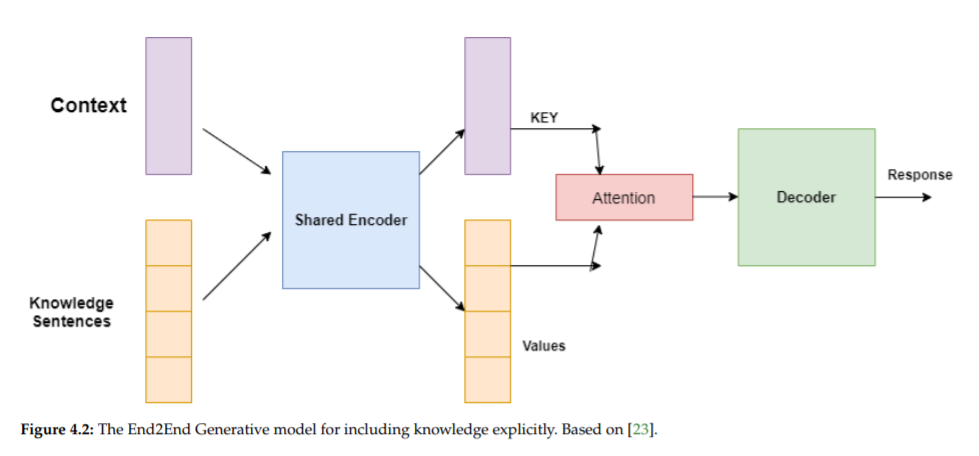 Context
KEY
Response
Attention
Decoder
Shared Encoder
Knowledge
Sentences
Values
Figure 4.2: The End2End Generative model for including knowledge explicitly. Based on [23].